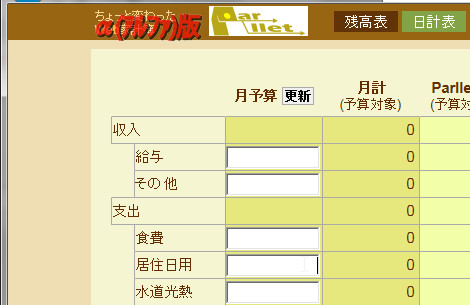 ちょっと変わった
α(アルファ)版
Parllet
残高表
日計表
月予算 更新
月計
(予算対象)
Parlle
(予算対
収入
0
給与
0
その他
0
支出
0
食費
0
居住日用
0
水道光熱
0